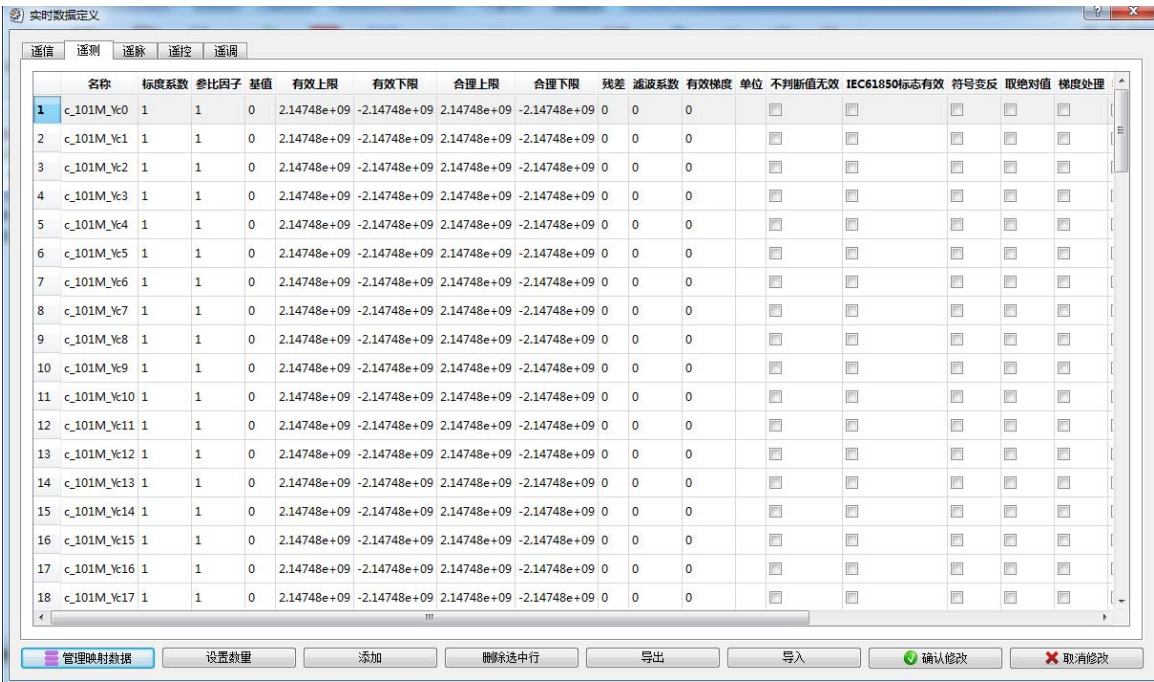 实时数据定义
遥信 遥测 遥脉 遥控 遥调
名称 标度系数 参比因子 基值 有效上限 有效下限 合理上限 合理下限 残差 滤波系数 有效梯度 单位 不判断值无效 IEC61850标志有效 符号变反 取绝对值 梯度处理
1 c_101M_Yc0 1 1 0 2.14748e+09 -2.14748e+09 2.14748e+09 -2.14748e+09 0 0 0
2 c_101M_Yc1 1 1 0 2.14748e+09 -2.14748e+09 2.14748e+09 -2.14748e+09 0 0 0
3 c_101M_Yc2 1 1 0 2.14748e+09 -2.14748e+09 2.14748e+09 -2.14748e+09 0 0 0
4 c_101M_Yc3 1 1 0 2.14748e+09 -2.14748e+09 2.14748e+09 -2.14748e+09 0 0 0
5 c_101M_Yc4 1 1 0 2.14748e+09 -2.14748e+09 2.14748e+09 -2.14748e+09 0 0 0
6 c_101M_Yc5 1 1 0 2.14748e+09 -2.14748e+09 2.14748e+09 -2.14748e+09 0 0 0
7 c_101M_Yc6 1 1 0 2.14748e+09 -2.14748e+09 2.14748e+09 -2.14748e+09 0 0 0
8 c_101M_Yc7 1 1 0 2.14748e+09 -2.14748e+09 2.14748e+09 -2.14748e+09 0 0 0
9 c_101M_Yc8 1 1 0 2.14748e+09 -2.14748e+09 2.14748e+09 -2.14748e+09 0 0 0
10 c_101M_Yc9 1 1 0 2.14748e+09 -2.14748e+09 2.14748e+09 -2.14748e+09 0 0 0
11 c_101M_Yc10 1 1 0 2.14748e+09 -2.14748e+09 2.14748e+09 -2.14748e+09 0 0 0
12 c_101M_Yc11 1 1 0 2.14748e+09 -2.14748e+09 2.14748e+09 -2.14748e+09 0 0 0
13 c_101M_Yc12 1 1 0 2.14748e+09 -2.14748e+09 2.14748e+09 -2.14748e+09 0 0 0
14 c_101M_Yc13 1 1 0 2.14748e+09 -2.14748e+09 2.14748e+09 -2.14748e+09 0 0 0
15 c_101M_Yc14 1 1 0 2.14748e+09 -2.14748e+09 2.14748e+09 -2.14748e+09 0 0 0
16 c_101M_Yc15 1 1 0 2.14748e+09 -2.14748e+09 2.14748e+09 -2.14748e+09 0 0 0
17 c_101M_Yc16 1 1 0 2.14748e+09 -2.14748e+09 2.14748e+09 -2.14748e+09 0 0 0
18 c_101M_Yc17 1 1 0 2.14748e+09 -2.14748e+09 2.14748e+09 -2.14748e+09 0 0 0
管理映射数据 设置数量 添加 删除选中行 导出 导入 确认修改 取消修改